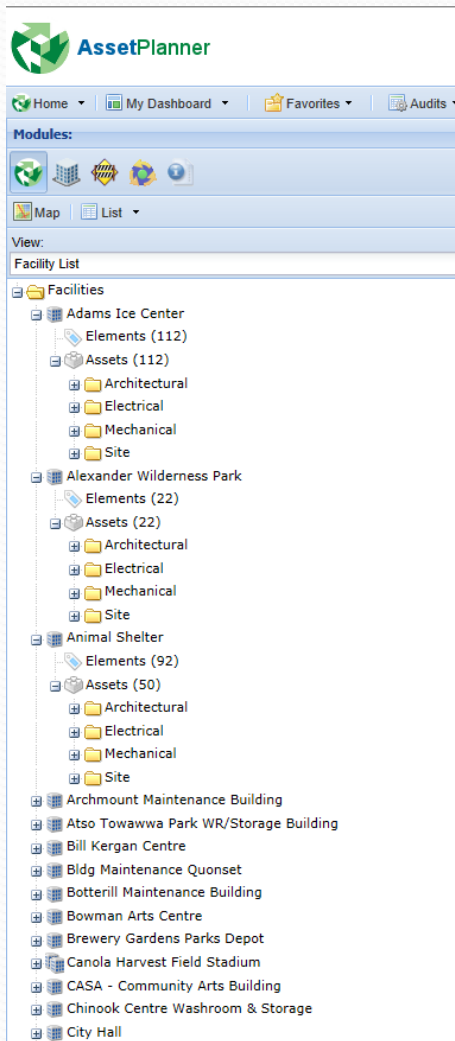 AssetPlanner
Home My Dashboard Favorites Audits
Modules:
Map List
View:
Facility List
Facilities
Adams Ice Center
Elements (112)
Assets (112)
Architectural
Electrical
Mechanical
Site
Alexander Wilderness Park
Elements (22)
Assets (22)
Architectural
Electrical
Mechanical
Site
Animal Shelter
Elements (92)
Assets (50)
Architectural
Electrical
Mechanical
Site
Archmount Maintenance Building
Atso Towawwa Park WR/Storage Building
Bill Kergan Centre
Bldg Maintenance Quonset
Botterill Maintenance Building
Bowman Arts Centre
Brewery Gardens Parks Depot
Canola Harvest Field Stadium
CASA - Community Arts Building
Chinook Centre Washroom & Storage
City Hall